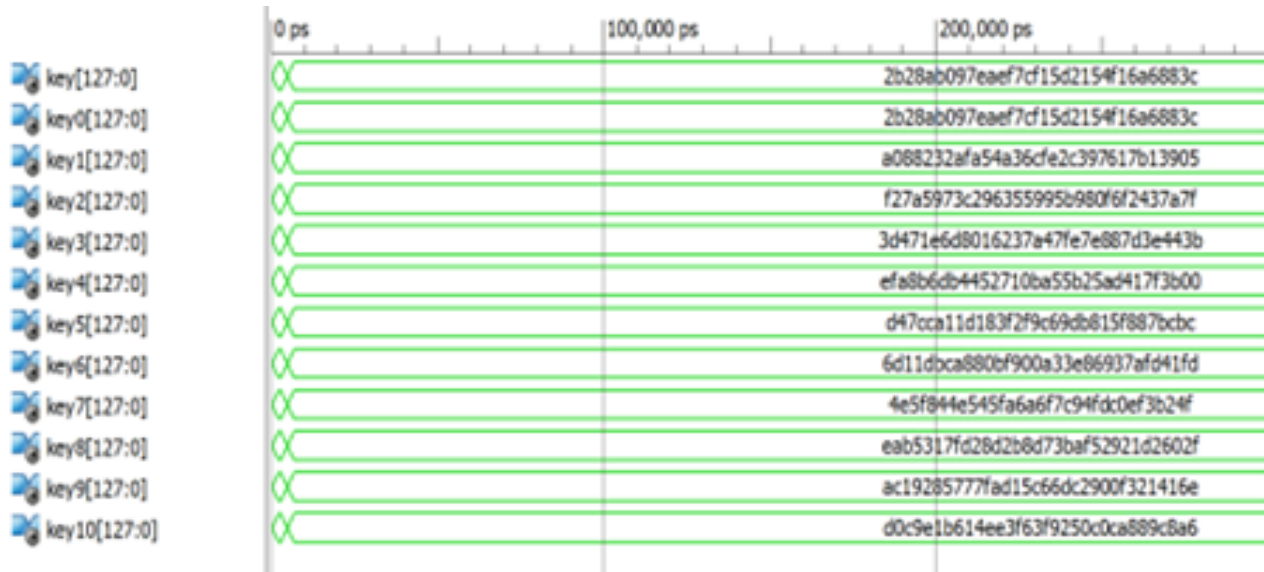 0 ps 100,000 ps 200,000 ps
key[127:0] 2b28ab097eaef7cf15d2154f16a6883c
key0[127:0] 2b28ab097eaef7cf15d2154f16a6883c
key1[127:0] a088232afa54a36cfe2c397617b13905
key2[127:0] f27a5973c296355995b980f6f2437a7f
key3[127:0] 3d471e6d8016237a47fe7e887d3e443b
key4[127:0] efa8b6db4452710ba55b25ad417f3b00
key5[127:0] d47cca11d183f2f9c69db815f887bcbc
key6[127:0] 6d11dbca880bf900a33e86937afd41fd
key7[127:0] 4e5f844e545fa6a6f7c94fdc0ef3b24f
key8[127:0] eab5317fd28d2b8d73baf52921d2602f
key9[127:0] ac19285777fad15c66dc2900f321416e
key10[127:0] d0c9e1b614ee3f63f9250c0ca889c8a6